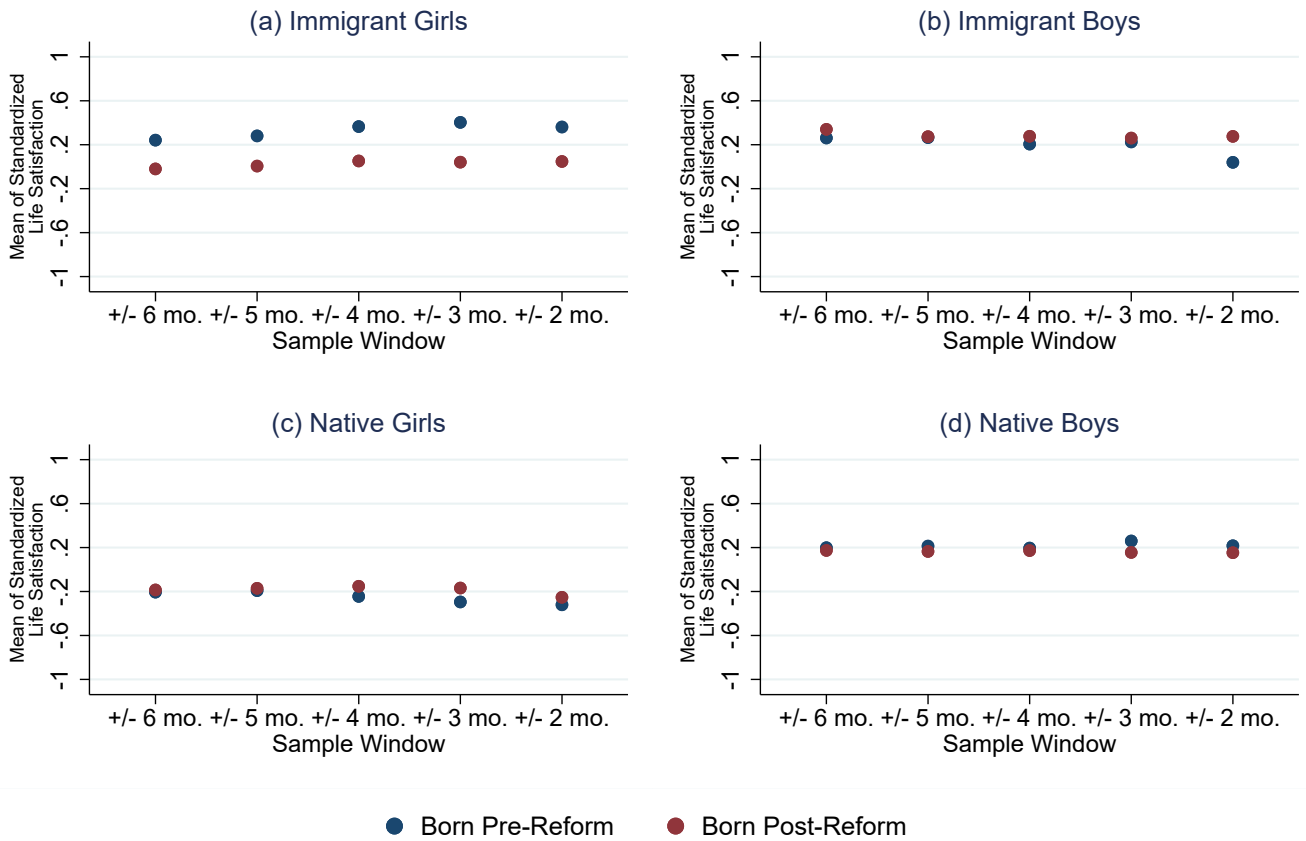 (a) Immigrant Girls
Mean of Standardized
Life Satisfaction
1
.6
.2
-.2
-.6
-1
+/- 6 mo. +/- 5 mo. +/- 4 mo. +/- 3 mo. +/- 2 mo.
Sample Window
(b) Immigrant Boys
Mean of Standardized
Life Satisfaction
1
.6
.2
-.2
-.6
-1
+/- 6 mo. +/- 5 mo. +/- 4 mo. +/- 3 mo. +/- 2 mo.
Sample Window
(c) Native Girls
Mean of Standardized
Life Satisfaction
1
.6
.2
-.2
-.6
-1
+/- 6 mo. +/- 5 mo. +/- 4 mo. +/- 3 mo. +/- 2 mo.
Sample Window
(d) Native Boys
Mean of Standardized
Life Satisfaction
1
.6
.2
-.2
-.6
-1
+/- 6 mo. +/- 5 mo. +/- 4 mo. +/- 3 mo. +/- 2 mo.
Sample Window
Born Pre-Reform
Born Post-Reform